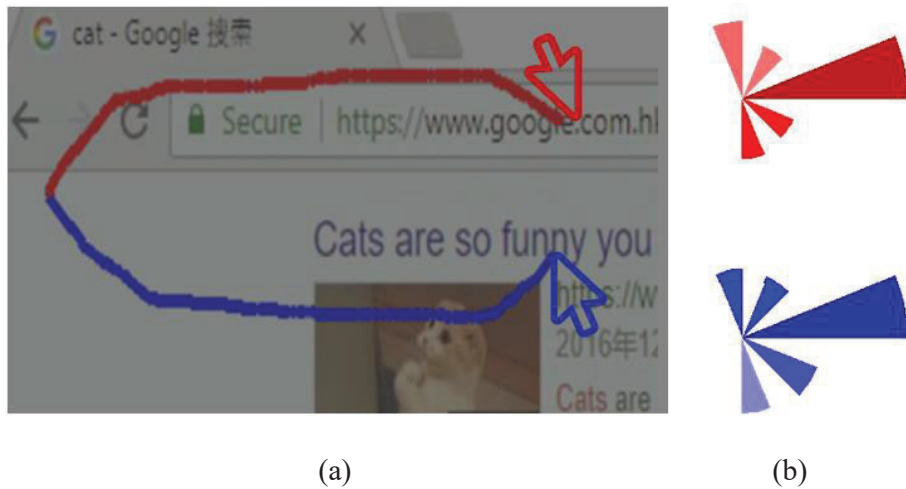 cat - Google 搜索
Secure | https://www.google.com.hk
Cats are so funny you
https://w
2016年12
Cats are
(a)
(b)